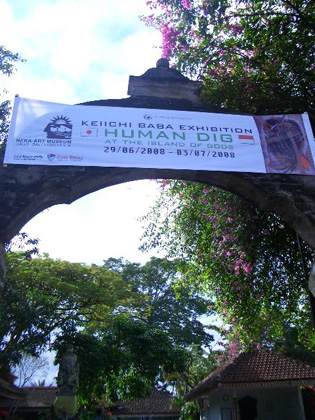 KEIICHI BABA EXHIBITION
HUMAN DIG
AT THE ISLAND OF GODS
29/06/2008 - 03/07/2008
NEKA ART MUSEUM